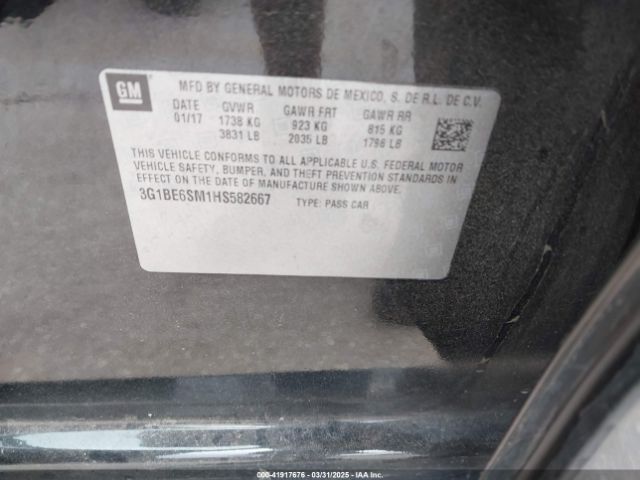 GM
MFD BY GENERAL MOTORS DE MEXICO, S. DE R.L. DE C.V.
DATE GVWR GAWR FRT GAWR RR
01/17 1738 KG 923 KG 815 KG
3831 LB 2035 LB 1796 LB
THIS VEHICLE CONFORMS TO ALL APPLICABLE U.S. FEDERAL MOTOR
VEHICLE SAFETY, BUMPER, AND THEFT PREVENTION STANDARDS IN
EFFECT ON THE DATE OF MANUFACTURE SHOWN ABOVE.
3G1BE6SM1HS582667 TYPE: PASS CAR
00-41917676 - 03/31/2025 - IAAI.COM